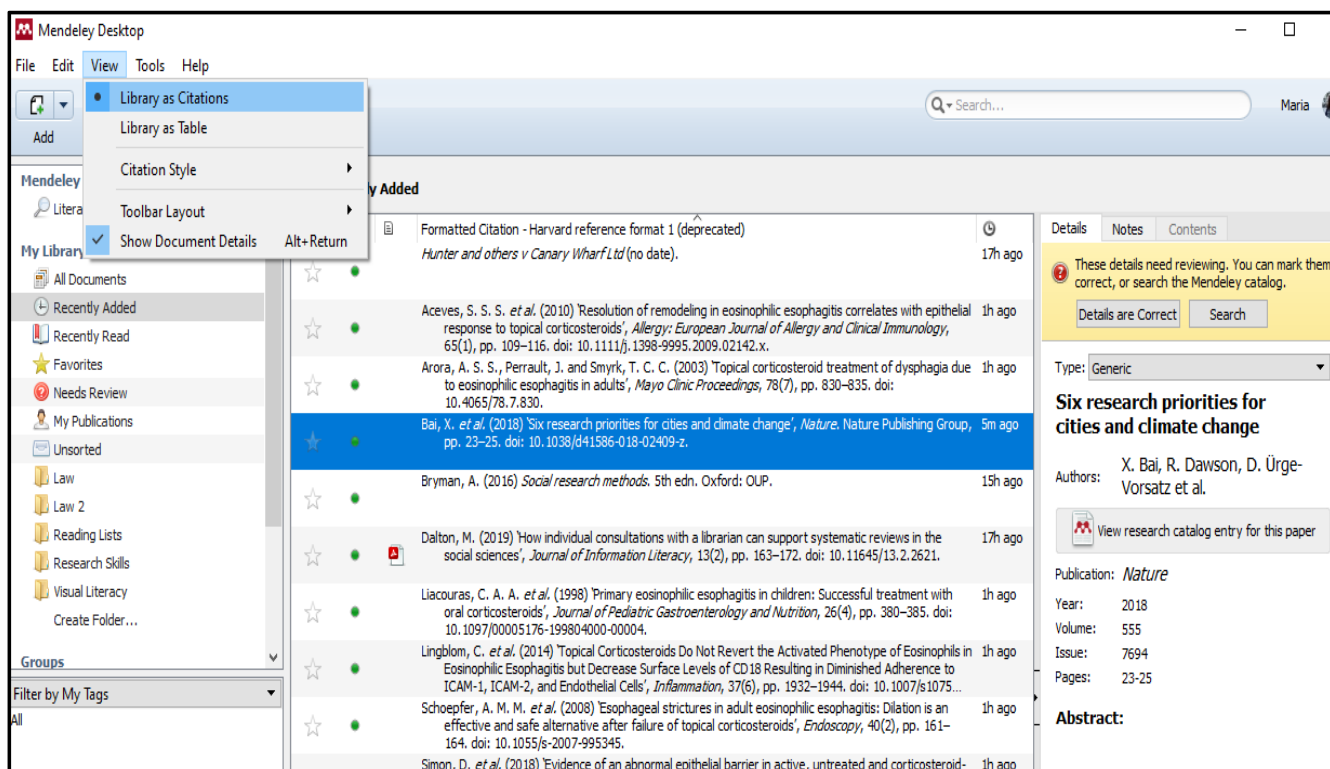 Mendeley Desktop
File Edit View Tools Help
Library as Citations
Library as Table
Citation Style
Toolbar Layout
Show Document Details Alt+Return
Add
Search...
Maria
Mendeley
Litera
My Library
All Documents
Recently Added
Recently Read
Favorites
Needs Review
My Publications
Unsorted
Law
Law 2
Reading Lists
Research Skills
Visual Literacy
Create Folder...
Groups
Filter by My Tags
All
y Added
Formatted Citation - Harvard reference format 1 (deprecated)
Hunter and others v Canary Wharf Ltd (no date). 17h ago
Aceves, S. S. S. et al. (2010) 'Resolution of remodeling in eosinophilic esophagitis correlates with epithelial 1h ago
response to topical corticosteroids', Allergy: European Journal of Allergy and Clinical Immunology,
65(1), pp. 109–116. doi: 10.1111/j.1398-9995.2009.02142.x.
Arora, A. S. S., Perrault, J. and Smyrk, T. C. C. (2003) 'Topical corticosteroid treatment of dysphagia due 1h ago
to eosinophilic esophagitis in adults', Mayo Clinic Proceedings, 78(7), pp. 830–835. doi:
10.4065/78.7.830.
Bai, X. et al. (2018) 'Six research priorities for cities and climate change', Nature. Nature Publishing Group, 5m ago
pp. 23–25. doi: 10.1038/d41586-018-02409-z.
Bryman, A. (2016) Social research methods. 5th edn. Oxford: OUP. 15h ago
Dalton, M. (2019) 'How individual consultations with a librarian can support systematic reviews in the 17h ago
social sciences', Journal of Information Literacy, 13(2), pp. 163–172. doi: 10.11645/13.2.2621.
Liacouras, C. A. A. et al. (1998) 'Primary eosinophilic esophagitis in children: Successful treatment with 1h ago
oral corticosteroids', Journal of Pediatric Gastroenterology and Nutrition, 26(4), pp. 380–385. doi:
10.1097/00005176-199804000-00004.
Lingblom, C. et al. (2014) 'Topical Corticosteroids Do Not Revert the Activated Phenotype of Eosinophils in 1h ago
Eosinophilic Esophagitis but Decrease Surface Levels of CD18 Resulting in Diminished Adherence to
ICAM-1, ICAM-2, and Endothelial Cells', Inflammation, 37(6), pp. 1932–1944. doi: 10.1007/s1075...
Schoepfer, A. M. M. et al. (2008) 'Esophageal strictures in adult eosinophilic esophagitis: Dilation is an 1h ago
effective and safe alternative after failure of topical corticosteroids', Endoscopy, 40(2), pp. 161–
164. doi: 10.1055/s-2007-995345.
Simon, D. et al. (2018) 'Evidence of an abnormal epithelial barrier in active, untreated and corticosteroid- 1h ago
Details Notes Contents
These details need reviewing. You can mark them
correct, or search the Mendeley catalog.
Details are Correct Search
Type: Generic
Six research priorities for
cities and climate change
Authors: X. Bai, R. Dawson, D. Ürge-
Vorsatz et al.
View research catalog entry for this paper
Publication: Nature
Year: 2018
Volume: 555
Issue: 7694
Pages: 23-25
Abstract: